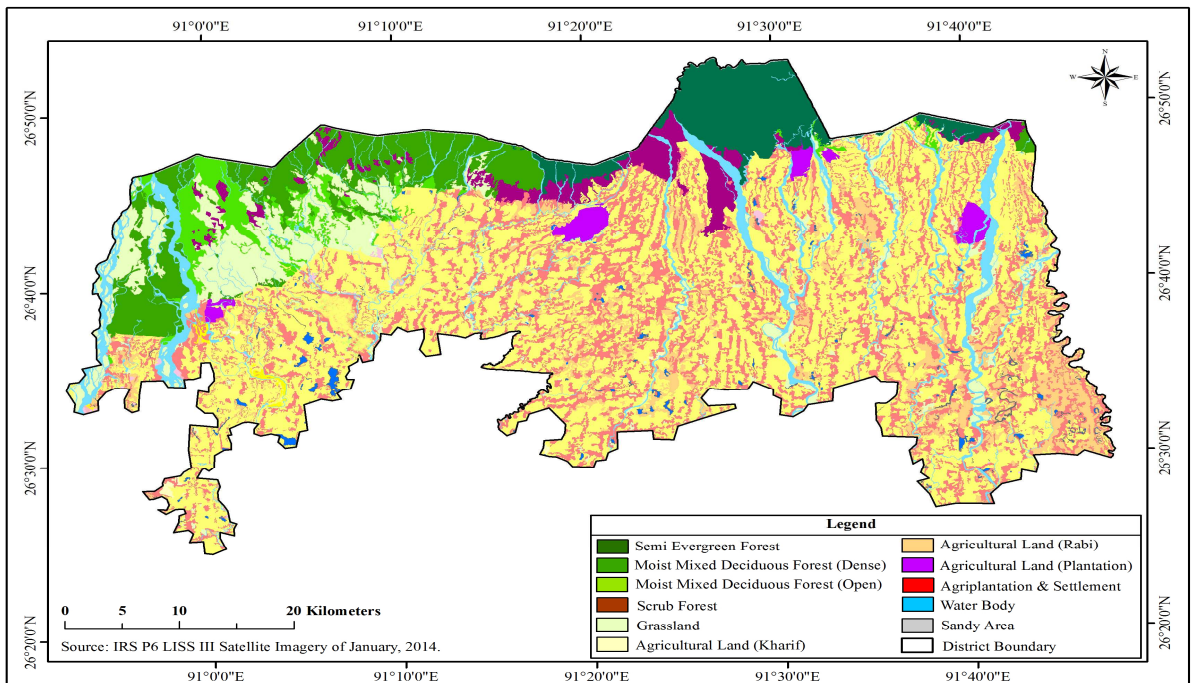 91°0'0"E 91°10'0"E 91°20'0"E 91°30'0"E 91°40'0"E
N
W E
S
26°50'0"N 26°50'0"N
26°40'0"N 26°40'0"N
26°30'0"N 25°30'0"N
26°20'0"N 26°20'0"N
Legend
Semi Evergreen Forest
Moist Mixed Deciduous Forest (Dense)
Moist Mixed Deciduous Forest (Open)
Scrub Forest
Grassland
Agricultural Land (Kharif)
Agricultural Land (Rabi)
Agricultural Land (Plantation)
Agriplantation & Settlement
Water Body
Sandy Area
District Boundary
0 5 10 20 Kilometers
Source: IRS P6 LISS III Satellite Imagery of January, 2014.
91°0'0"E 91°10'0"E 91°20'0"E 91°30'0"E 91°40'0"E